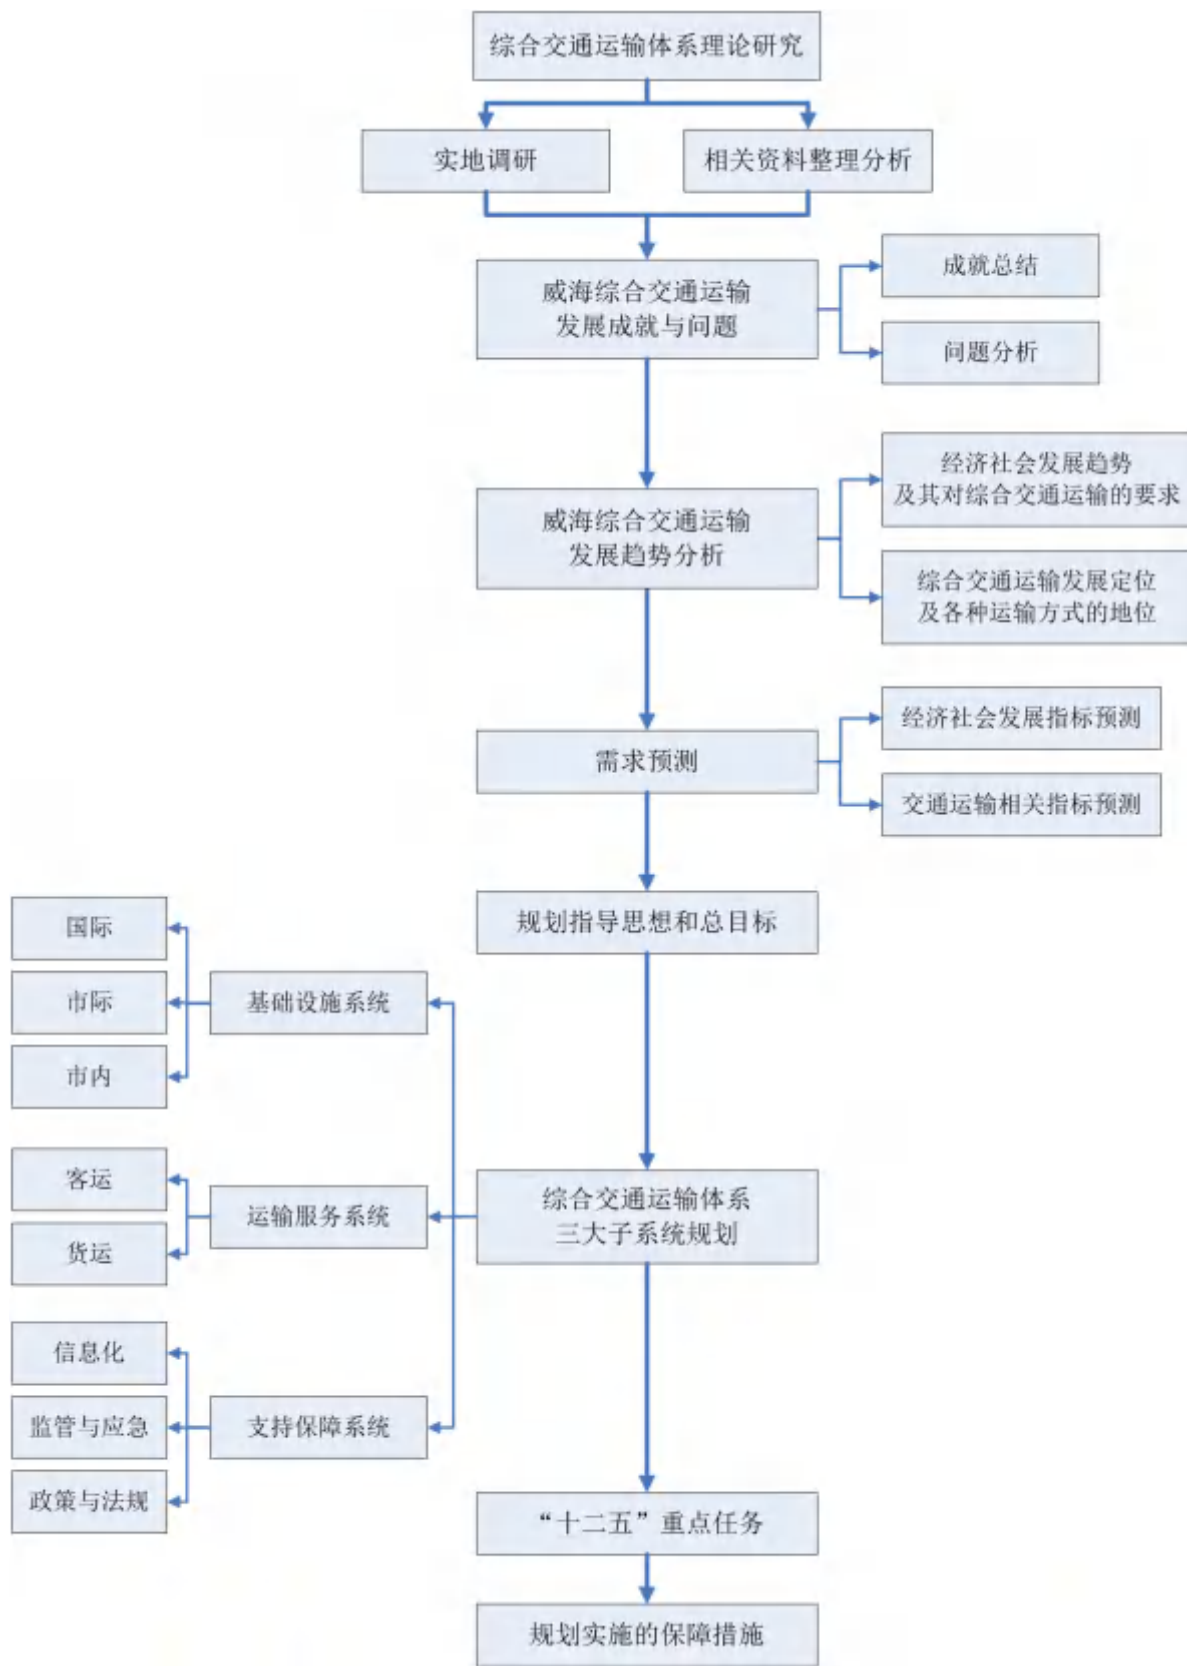 综合交通运输体系理论研究
实地调研
相关资料整理分析
威海综合交通运输
发展成就与问题
成就总结
问题分析
威海综合交通运输
发展趋势分析
经济社会发展趋势
及其对综合交通运输的要求
综合交通运输发展定位
及各种运输方式的地位
需求预测
经济社会发展指标预测
交通运输相关指标预测
规划指导思想和总目标
综合交通运输体系
三大子系统规划
基础设施系统
国际
市际
市内
运输服务系统
客运
货运
支持保障系统
信息化
监管与应急
政策与法规
“十二五”重点任务
规划实施的保障措施